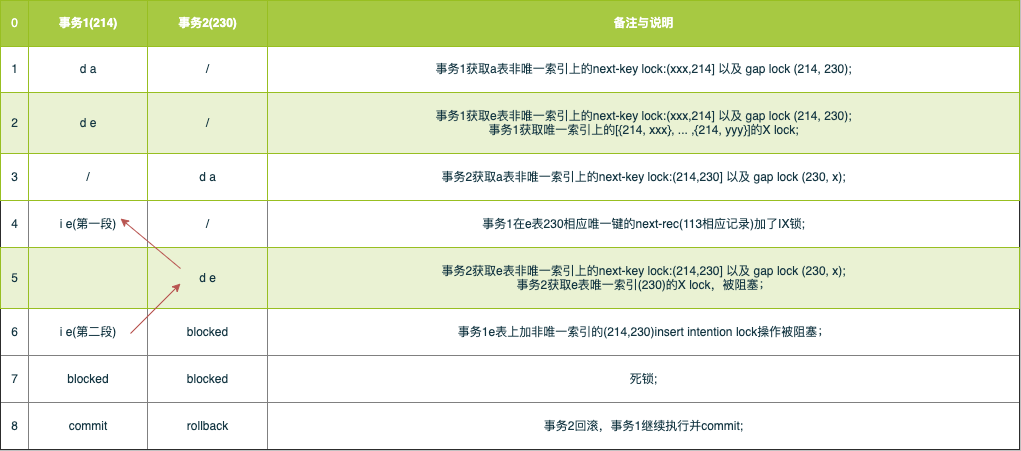 0 事务1(214) 事务2(230) 备注与说明
1 d a / 事务1获取a表非唯一索引上的next-key lock:(xxx,214] 以及 gap lock (214, 230);
2 d e / 事务1获取e表非唯一索引上的next-key lock:(xxx,214] 以及 gap lock (214, 230);
事务1获取唯一索引上的[{214, xxx}, ... ,{214, yyy}]的X lock;
3 / d a 事务2获取a表非唯一索引上的next-key lock:(214,230] 以及 gap lock (230, x);
4 i e(第一段) / 事务1在e表230相应唯一键的next-rec(113相应记录)加了IX锁;
5 d e 事务2获取e表非唯一索引上的next-key lock:(214,230] 以及 gap lock (230, x);
事务2获取e表唯一索引(230)的X lock，被阻塞；
6 i e(第二段) blocked 事务1e表上加非唯一索引的(214,230)insert intention lock操作被阻塞；
7 blocked blocked 死锁;
8 commit rollback 事务2回滚，事务1继续执行并commit;